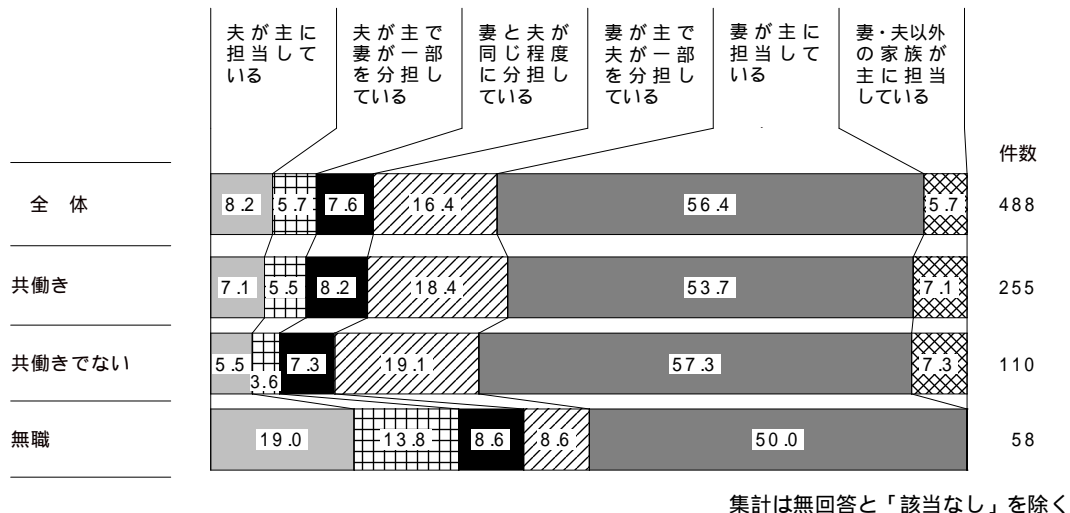 夫が主に
担当して
いる
夫が主で
妻が一部
を分担し
ている
妻と夫が
同じ程度
に分担し
ている
妻が主で
夫が一部
を分担し
ている
妻が主に
担当して
いる
妻・夫以外
の家族が
主に担当
している
件数
全 体 8.2 5.7 7.6 16.4 56.4 5.7 488
共働き 7.1 5.5 8.2 18.4 53.7 7.1 255
共働きでない 5.5 3.6 7.3 19.1 57.3 7.3 110
無職 19.0 13.8 8.6 8.6 50.0 58
集計は無回答と「該当なし」を除く